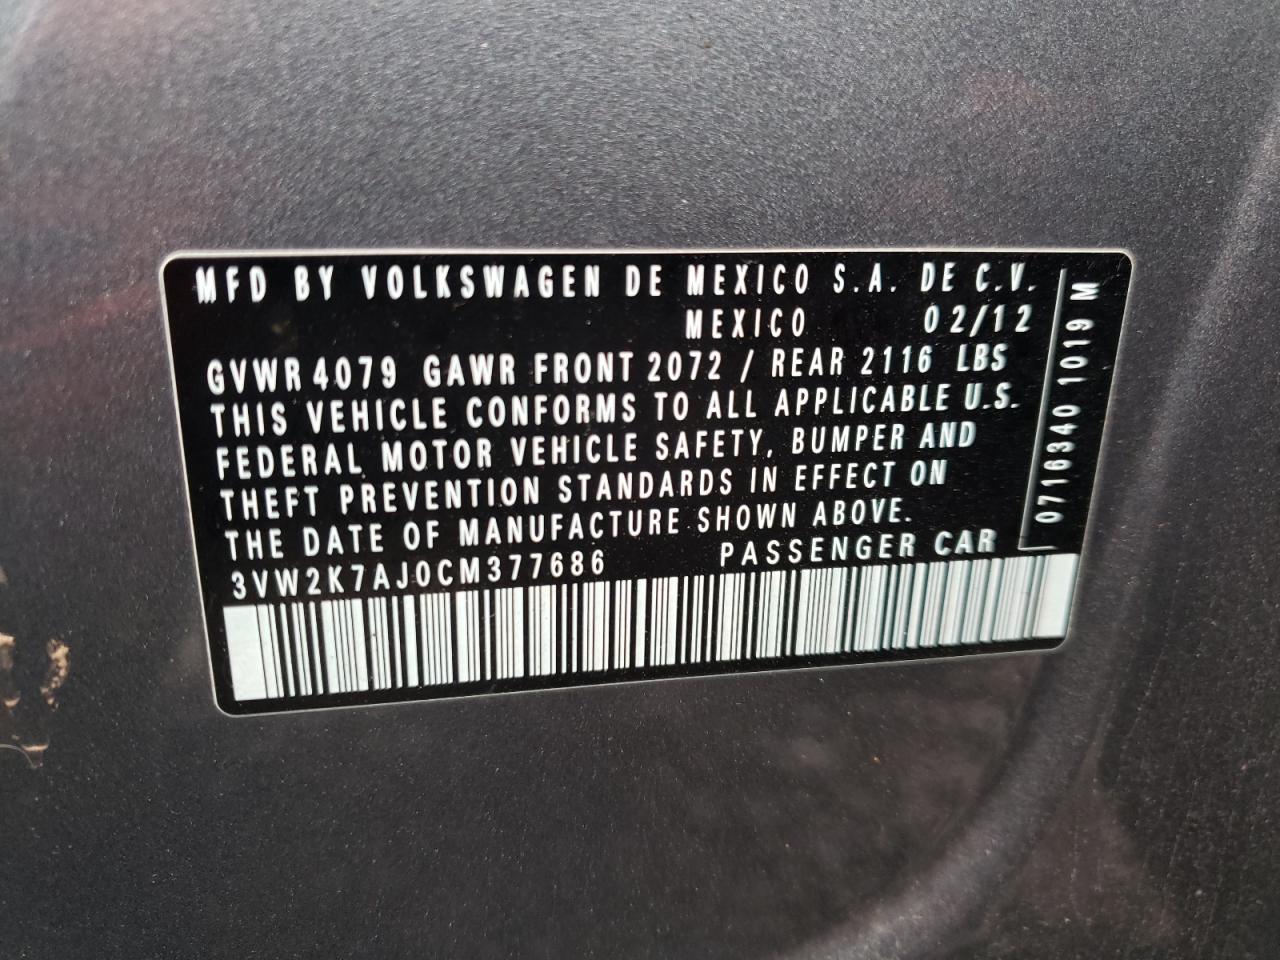 MFD BY VOLKSWAGEN DE MEXICO S.A. DE C.V.
MEXICO 02/12
GVWR 4079 GAWR FRONT 2072 / REAR 2116 LBS
THIS VEHICLE CONFORMS TO ALL APPLICABLE U.S.
FEDERAL MOTOR VEHICLE SAFETY, BUMPER AND
THEFT PREVENTION STANDARDS IN EFFECT ON
THE DATE OF MANUFACTURE SHOWN ABOVE.
3VW2K7AJ0CM377686 PASSENGER CAR
0716340 1019 M